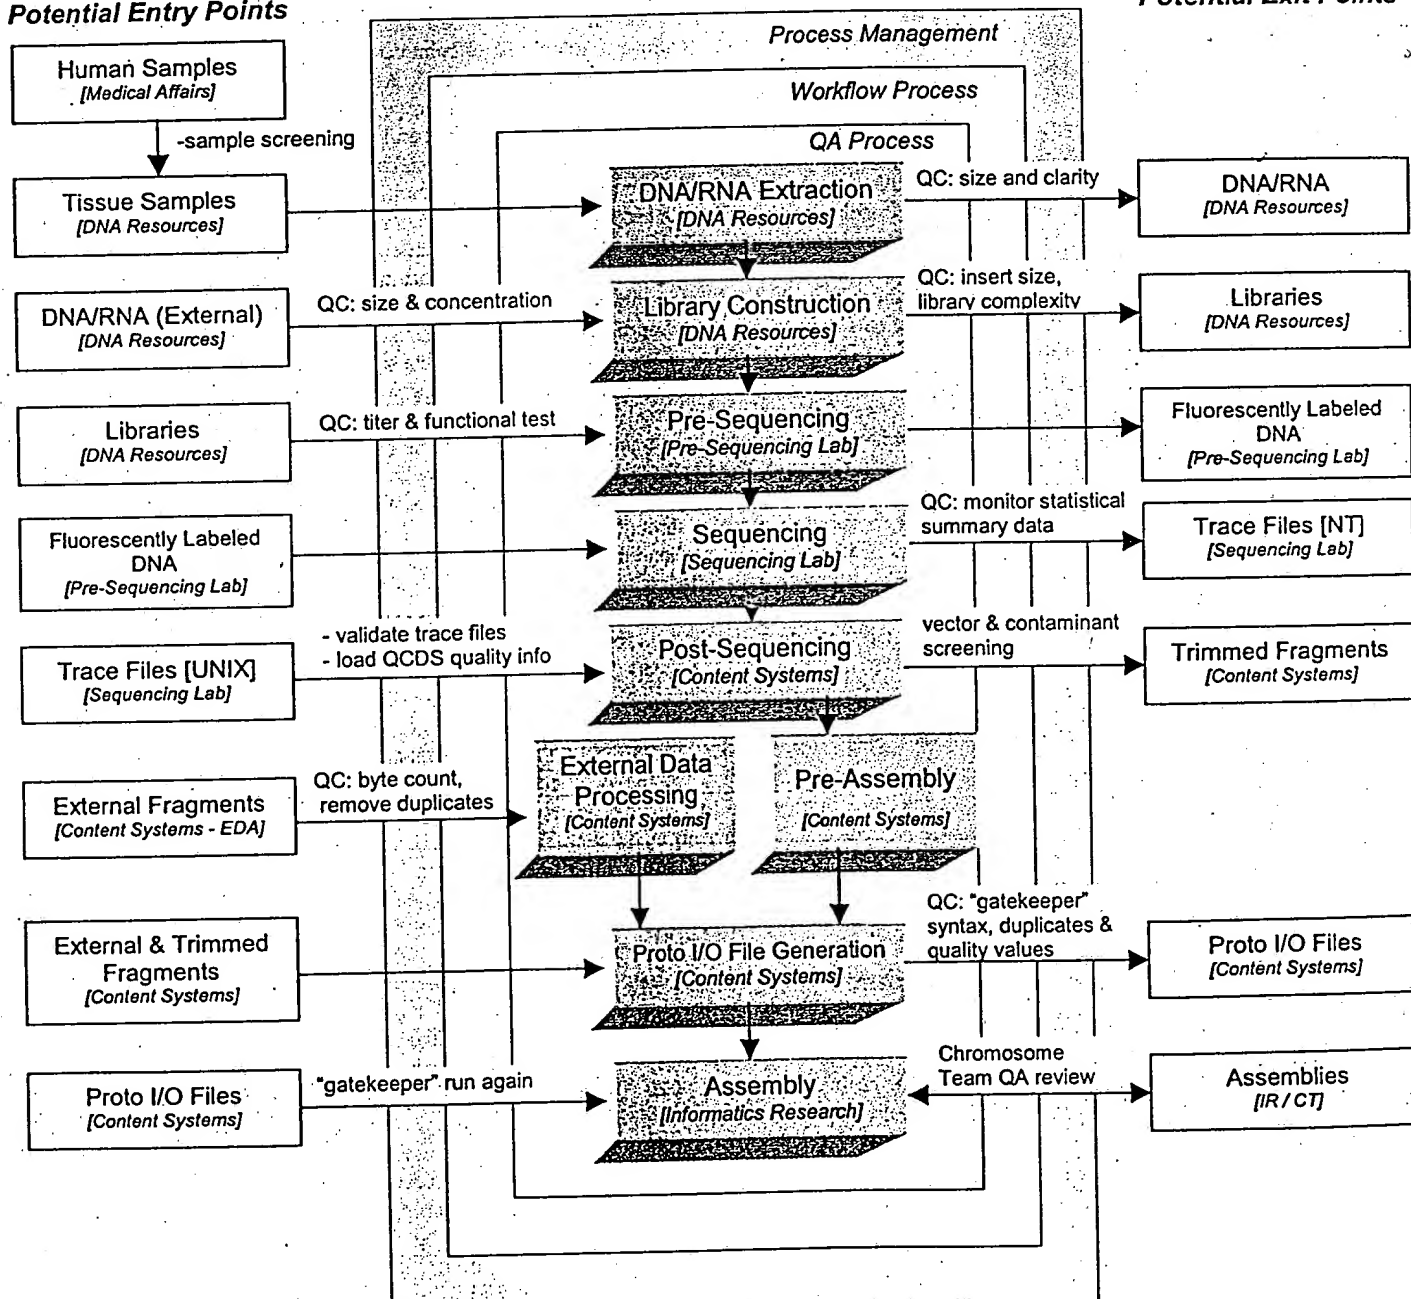 Potential Entry Points
Potential Exit Points
Process Management
Workflow Process
QA Process
Human Samples
[Medical Affairs]
-sample screening
Tissue Samples
[DNA Resources]
DNA/RNA Extraction
[DNA Resources]
QC: size and clarity
DNA/RNA
[DNA Resources]
DNA/RNA (External)
[DNA Resources]
QC: size & concentration
Library Construction
[DNA Resources]
QC: insert size,
library complexity
Libraries
[DNA Resources]
Libraries
[DNA Resources]
QC: titer & functional test
Pre-Sequencing
[Pre-Sequencing Lab]
Fluorescently Labeled
DNA
[Pre-Sequencing Lab]
Fluorescently Labeled
DNA
[Pre-Sequencing Lab]
Sequencing
[Sequencing Lab]
QC: monitor statistical
summary data
Trace Files [NT]
[Sequencing Lab]
Trace Files [UNIX]
[Sequencing Lab]
- validate trace files
- load QCDS quality info
Post-Sequencing
[Content Systems]
vector & contaminant
screening
Trimmed Fragments
[Content Systems]
External Fragments
[Content Systems - EDA]
QC: byte count,
remove duplicates
External Data
Processing
[Content Systems]
Pre-Assembly
[Content Systems]
External & Trimmed
Fragments
[Content Systems]
Proto I/O File Generation
[Content Systems]
QC: "gatekeeper"
syntax, duplicates &
quality values
Proto I/O Files
[Content Systems]
Proto I/O Files
[Content Systems]
"gatekeeper" run again
Assembly
[Informatics Research]
Chromosome
Team QA review
Assemblies
[IR / CT]